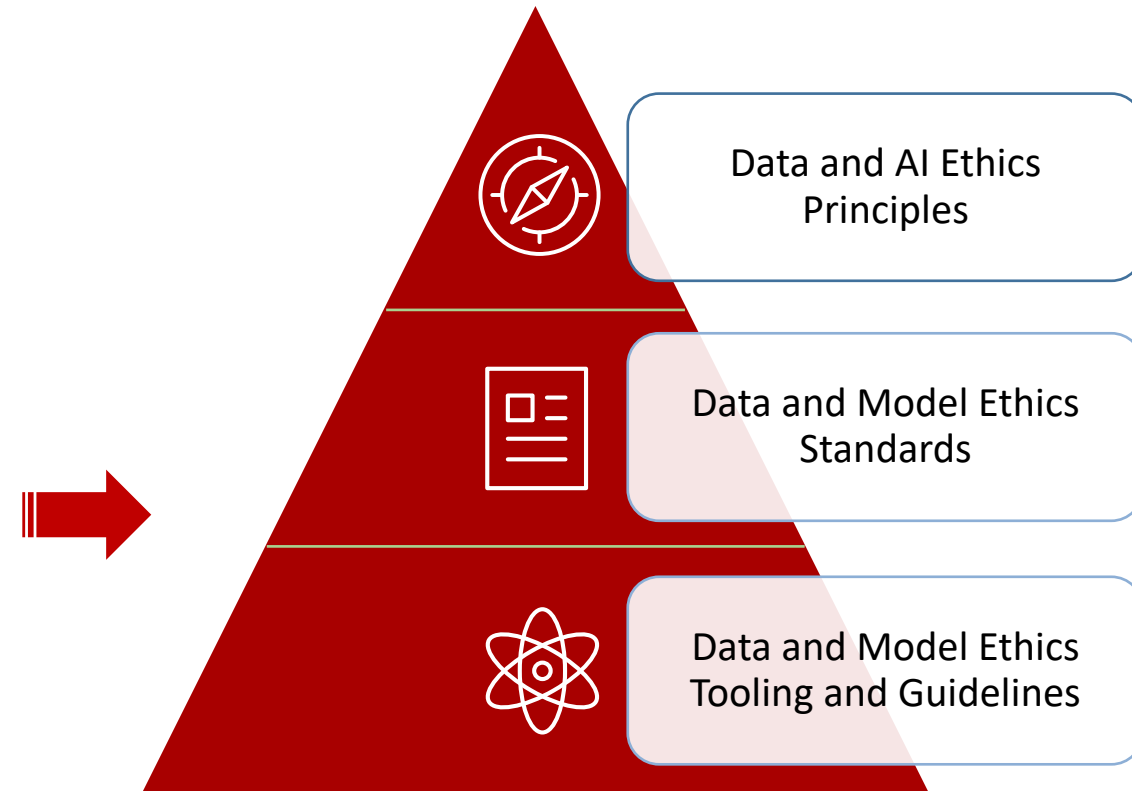 Data and AI Ethics
Principles
Data and Model Ethics
Standards
Data and Model Ethics
Tooling and Guidelines